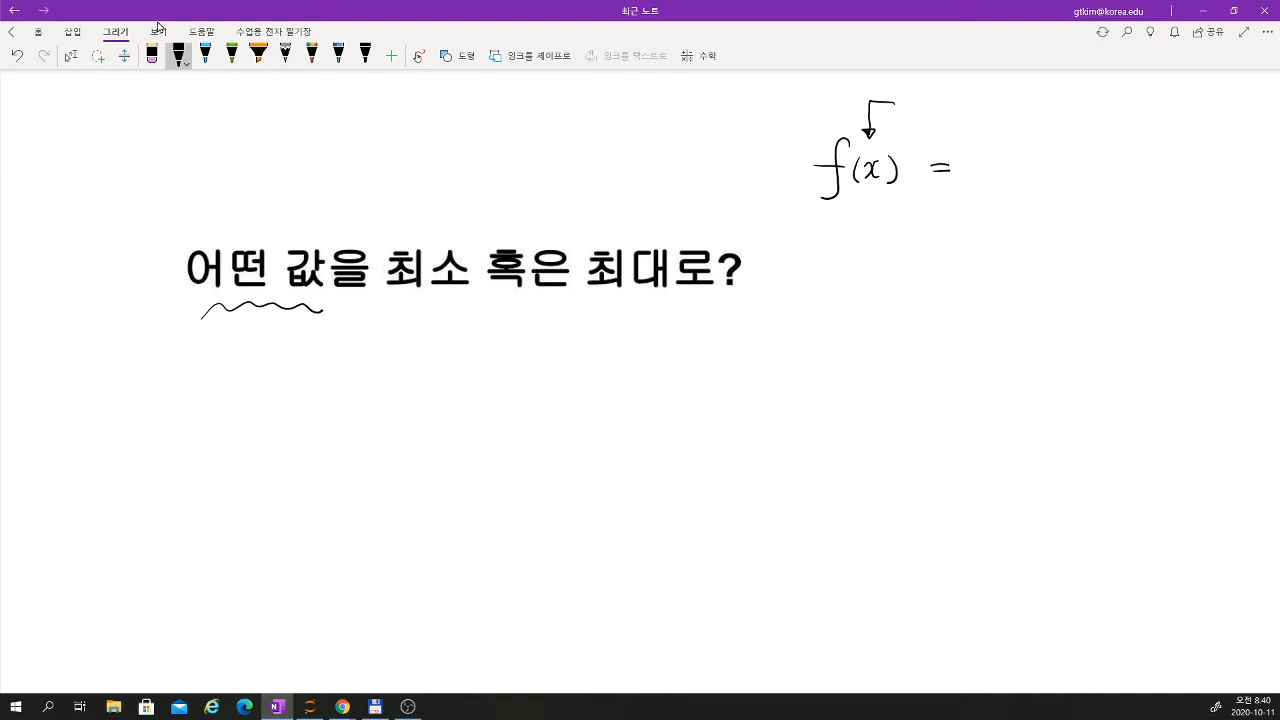 최근 노트
gtkim@korea.edu
홈 삽입 그리기 보기 도움말 수업용 전자 필기장
공유
도형 잉크를 셰이프로 잉크를 텍스트로 수학
f(x) =
어떤 값을 최소 혹은 최대로?
오전 8:40
2020-10-11